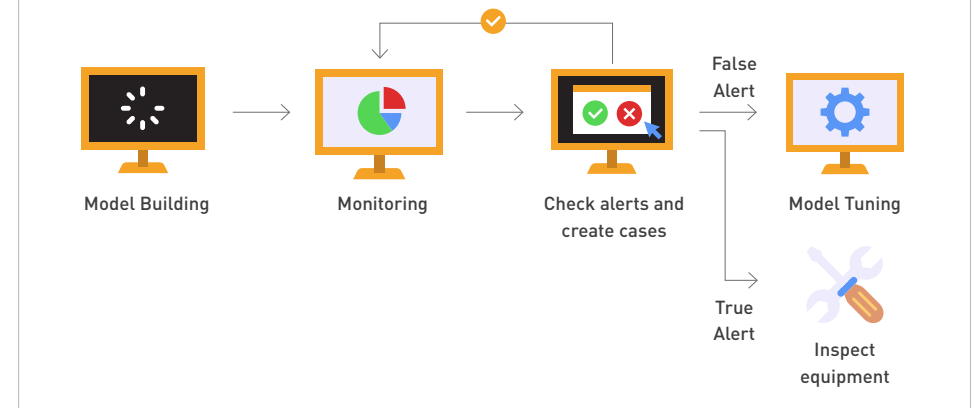 False
Alert
Model Building
Monitoring
Check alerts and
create cases
Model Tuning
True
Alert
Inspect
equipment